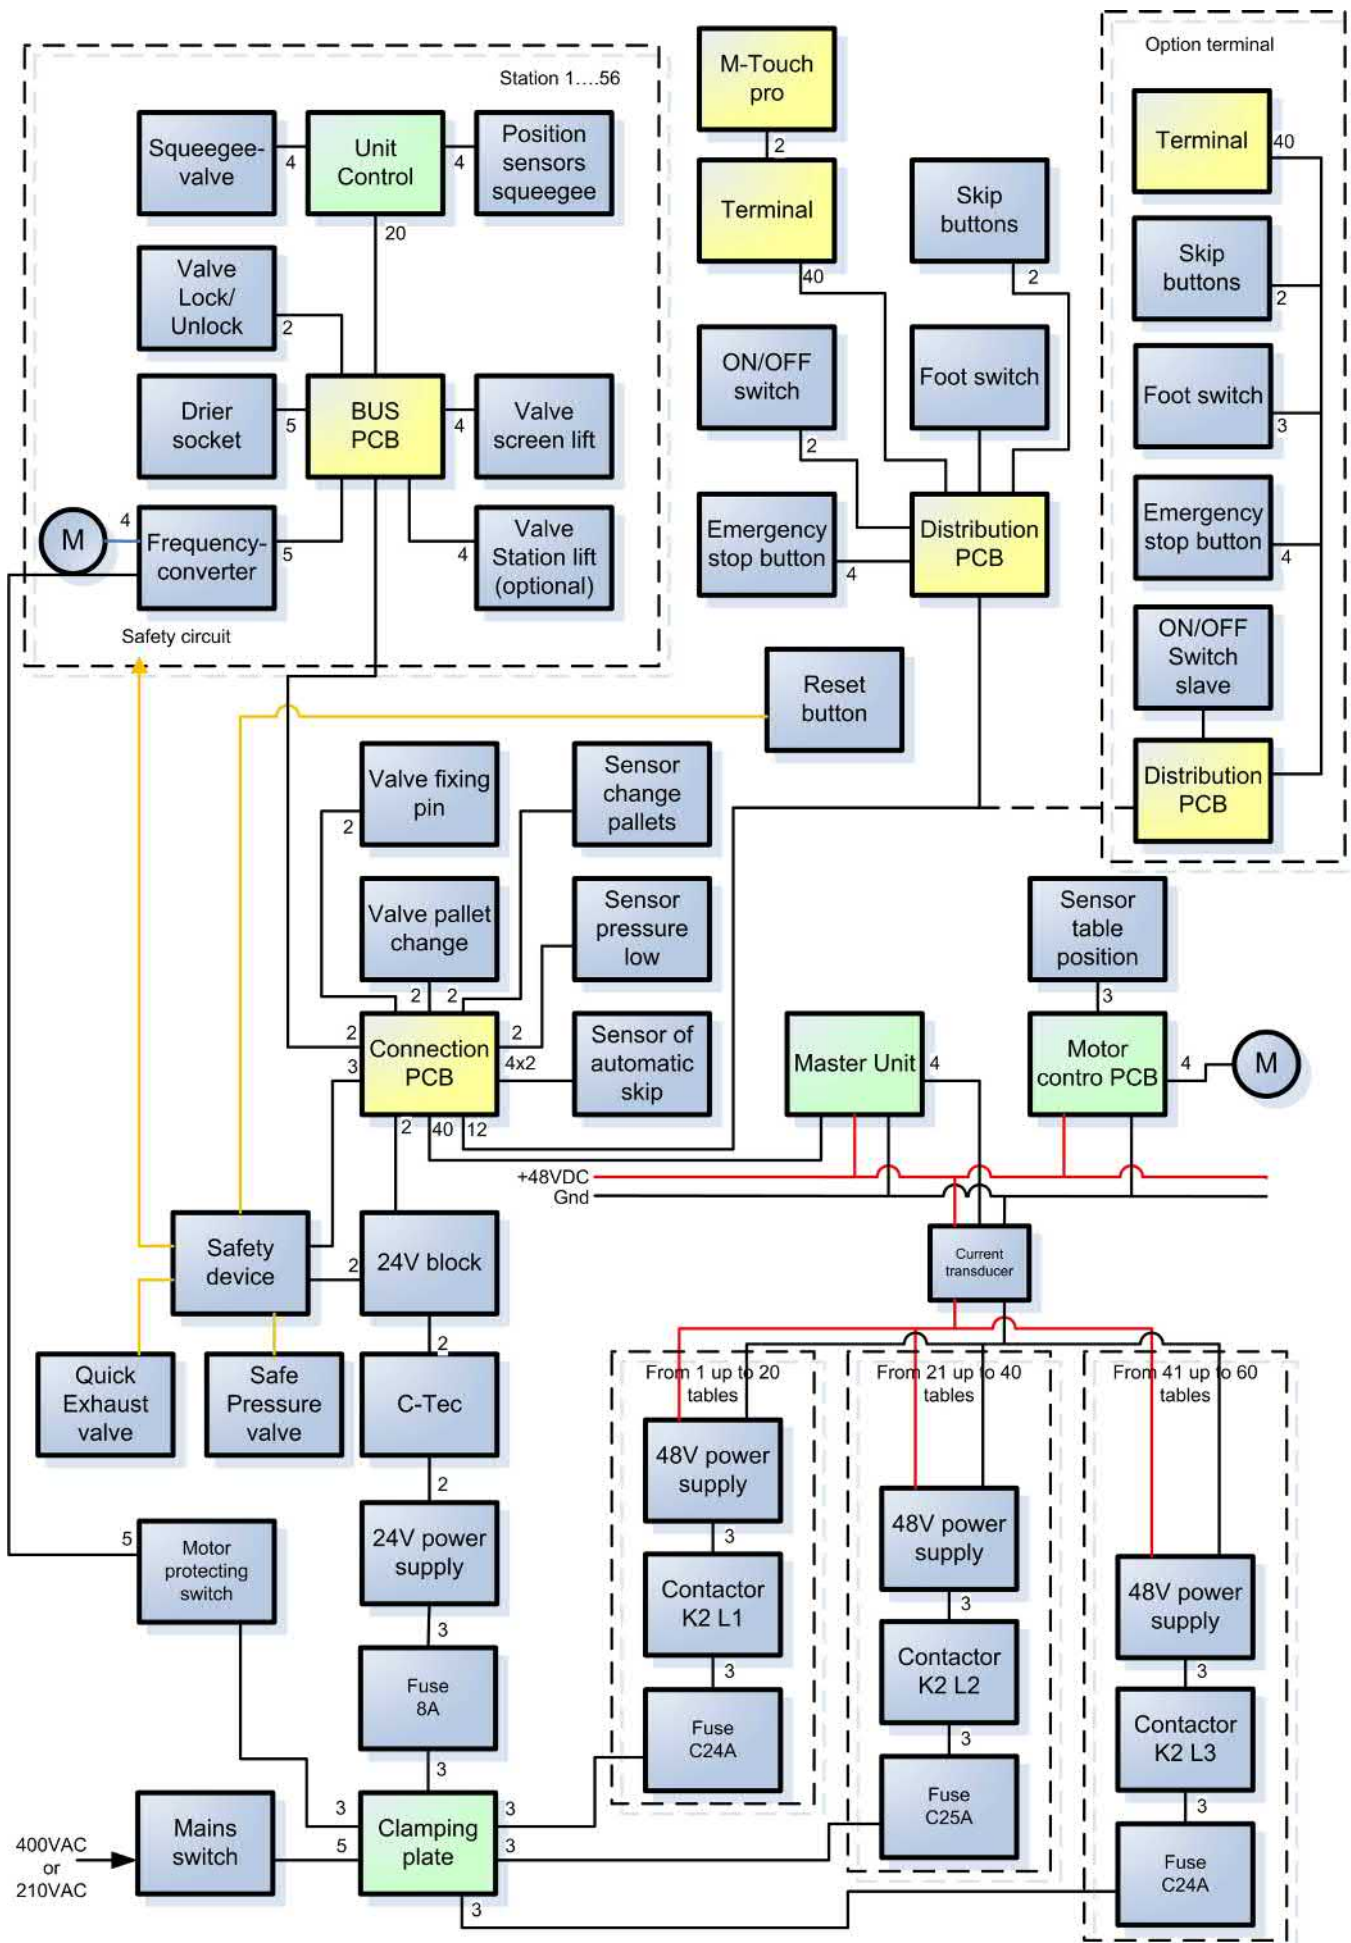 Station 1....56
Squeegee-
valve
4
Unit
Control
4
Position
sensors
squeegee
20
Valve
Lock/
Unlock
2
Drier
socket
5
BUS
PCB
4
Valve
screen lift
M
4
Frequency-
converter
5
4
Valve
Station lift
(optional)
Safety circuit
M-Touch
pro
2
Terminal
40
Skip
buttons
2
ON/OFF
switch
2
Foot switch
Emergency
stop button
4
Distribution
PCB
Option terminal
Terminal
40
Skip
buttons
2
Foot switch
3
Emergency
stop button
4
ON/OFF
Switch
slave
Distribution
PCB
Reset
button
Valve fixing
pin
2
Sensor
change
pallets
Valve pallet
change
2
2
Sensor
pressure
low
2
3
Connection
PCB
2
4x2
Sensor of
automatic
skip
2
40
12
Master Unit
4
Sensor
table
position
3
Motor
contro PCB
4
M
+48VDC
Gnd
Safety
device
2
24V block
Current
transducer
2
Quick
Exhaust
valve
Safe
Pressure
valve
C-Tec
2
24V power
supply
3
Fuse
8A
3
5
Motor
protecting
switch
From 1 up to 20
tables
48V power
supply
3
Contactor
K2 L1
3
Fuse
C24A
From 21 up to 40
tables
48V power
supply
3
Contactor
K2 L2
3
Fuse
C25A
From 41 up to 60
tables
48V power
supply
3
Contactor
K2 L3
3
Fuse
C24A
400VAC
or
210VAC
Mains
switch
3
5
Clamping
plate
3
3
3